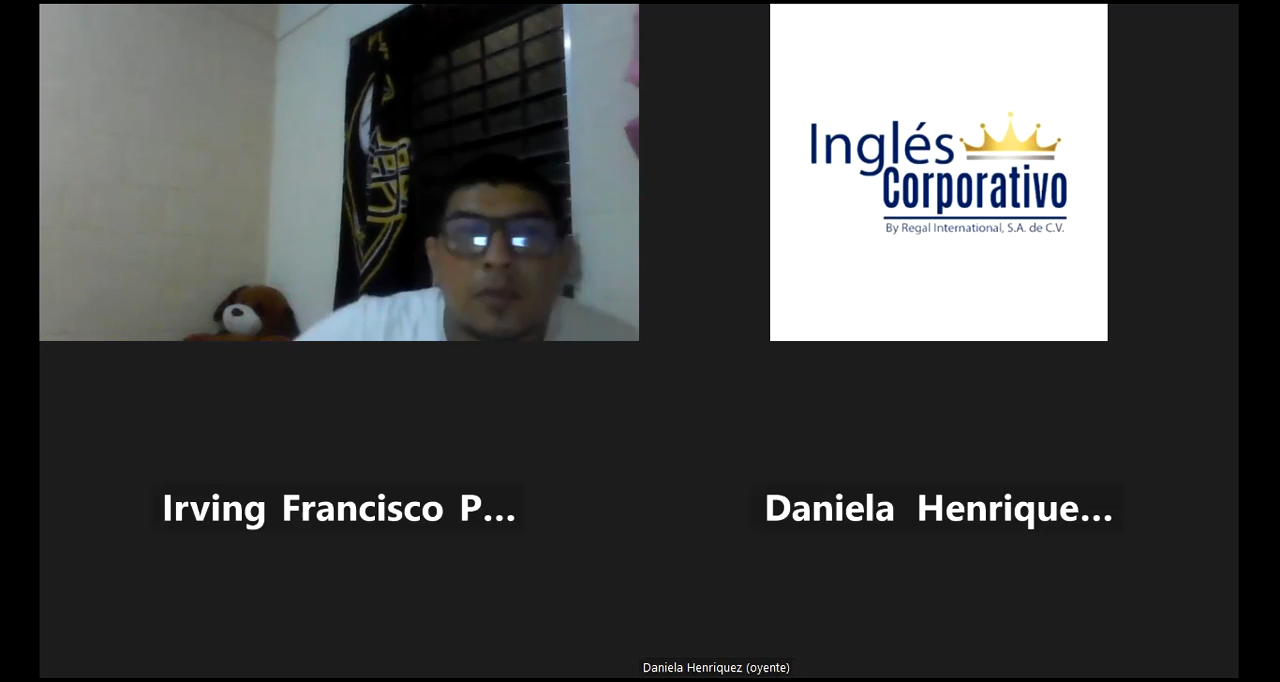 Inglés
Corporativo
By Regal International, S.A. de C.V.
Irving Francisco P...
Daniela Henrique...
Daniela Henriquez (oyente)